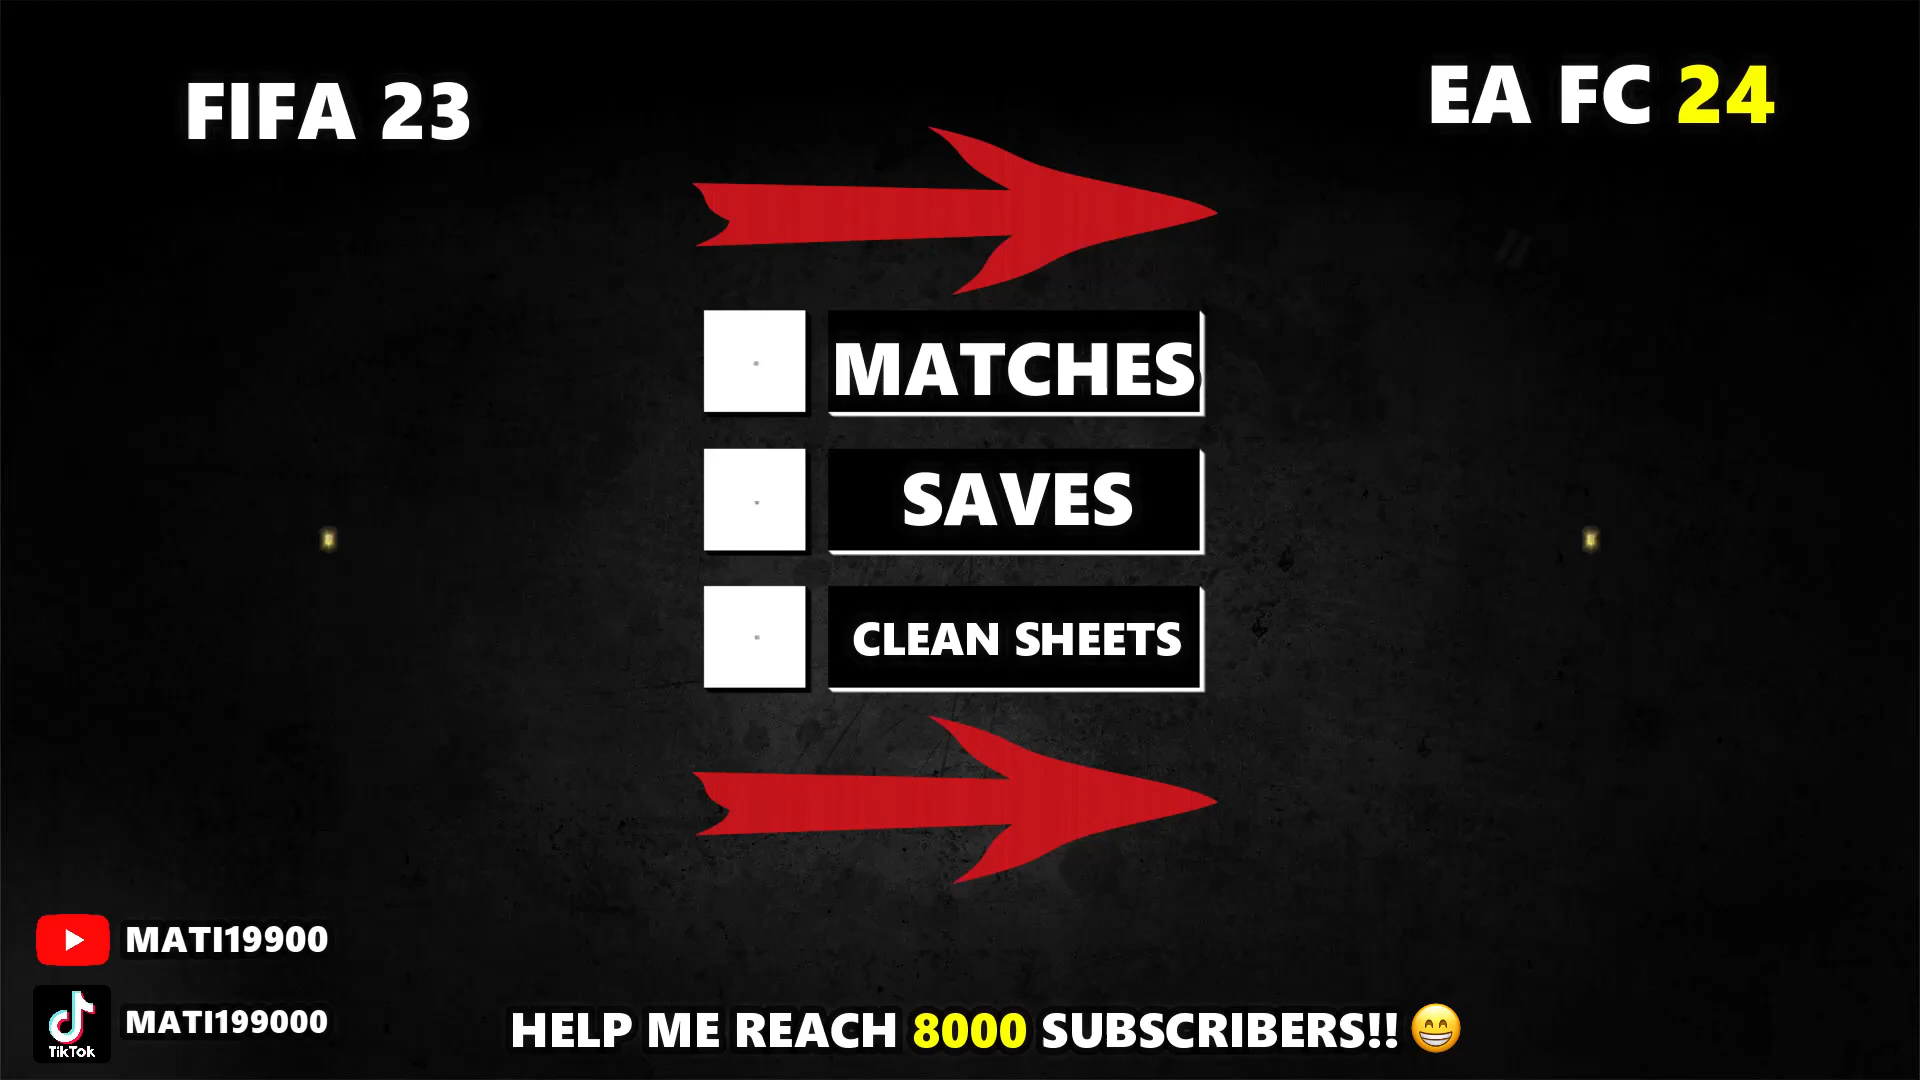 FIFA 23
EA FC 24
MATCHES
SAVES
CLEAN SHEETS
MATI19900
MATI199000
TikTok
HELP ME REACH 8000 SUBSCRIBERS!! 😁